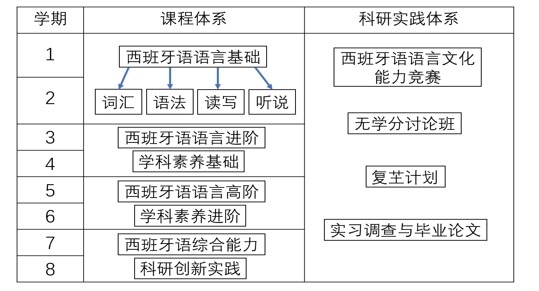 学期 课程体系 科研实践体系
1
西班牙语语言基础
2
词汇 语法 读写 听说
3
西班牙语语言进阶
4
学科素养基础
5
西班牙语语言高阶
6
学科素养进阶
7
西班牙语综合能力
8
科研创新实践
西班牙语语言文化
能力竞赛
无学分讨论班
复芏计划
实习调查与毕业论文